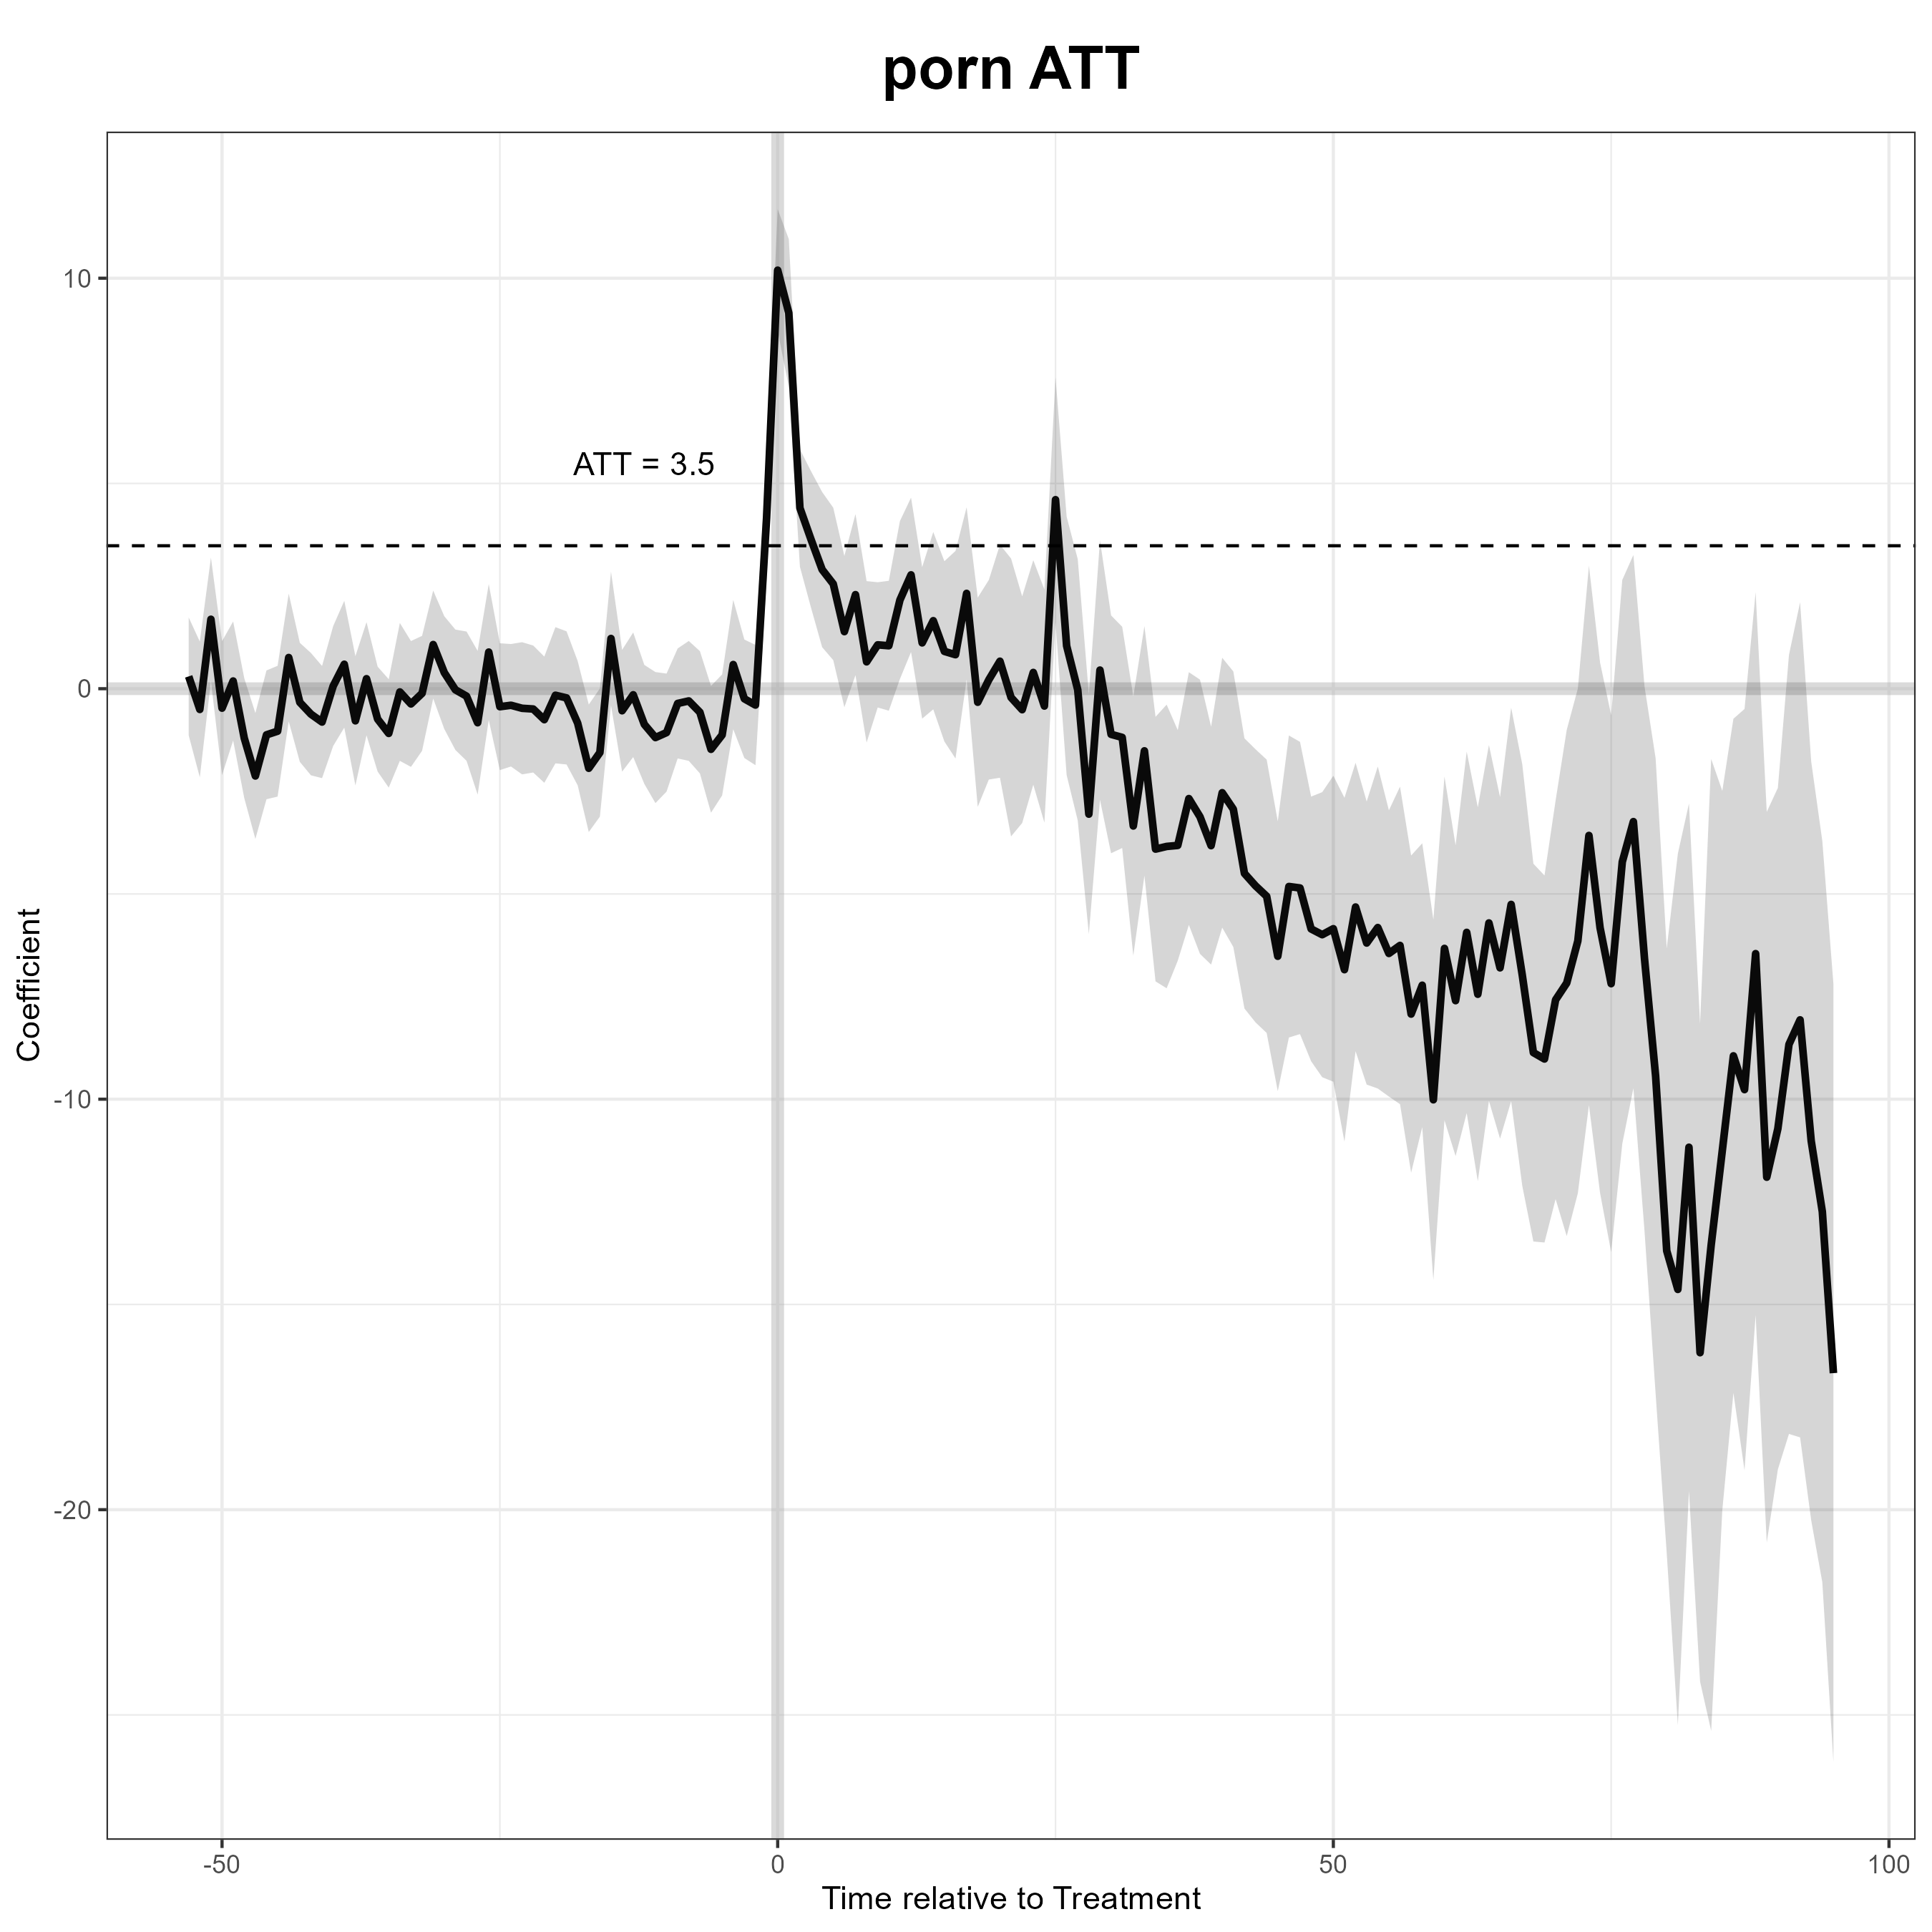 porn ATT
ATT = 3.5
10
0
-10
-20
Coefficient
-50
0
50
100
Time relative to Treatment